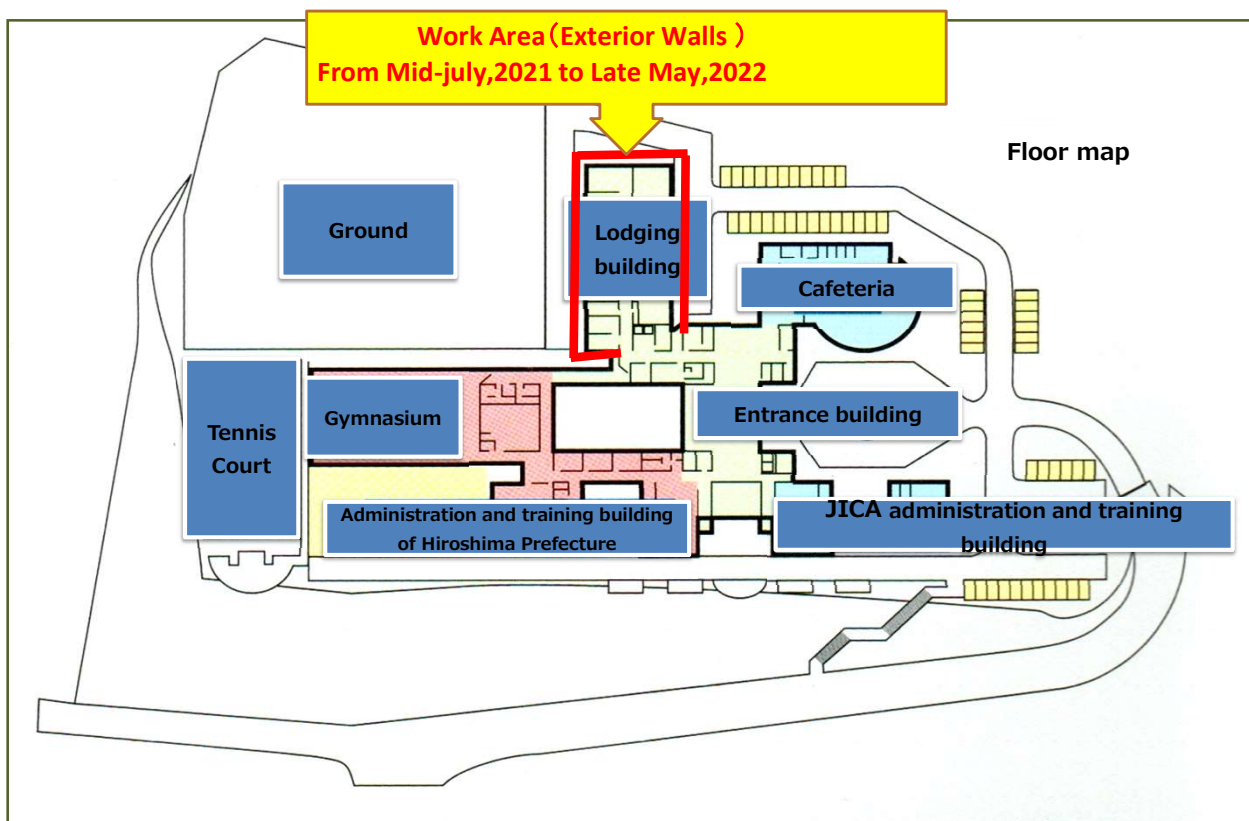 Work Area（Exterior Walls ）
From Mid-july,2021 to Late May,2022
Floor map
Ground
Lodging
building
Cafeteria
Gymnasium
Entrance building
Tennis
Court
Administration and training building
of Hiroshima Prefecture
JICA administration and training
building